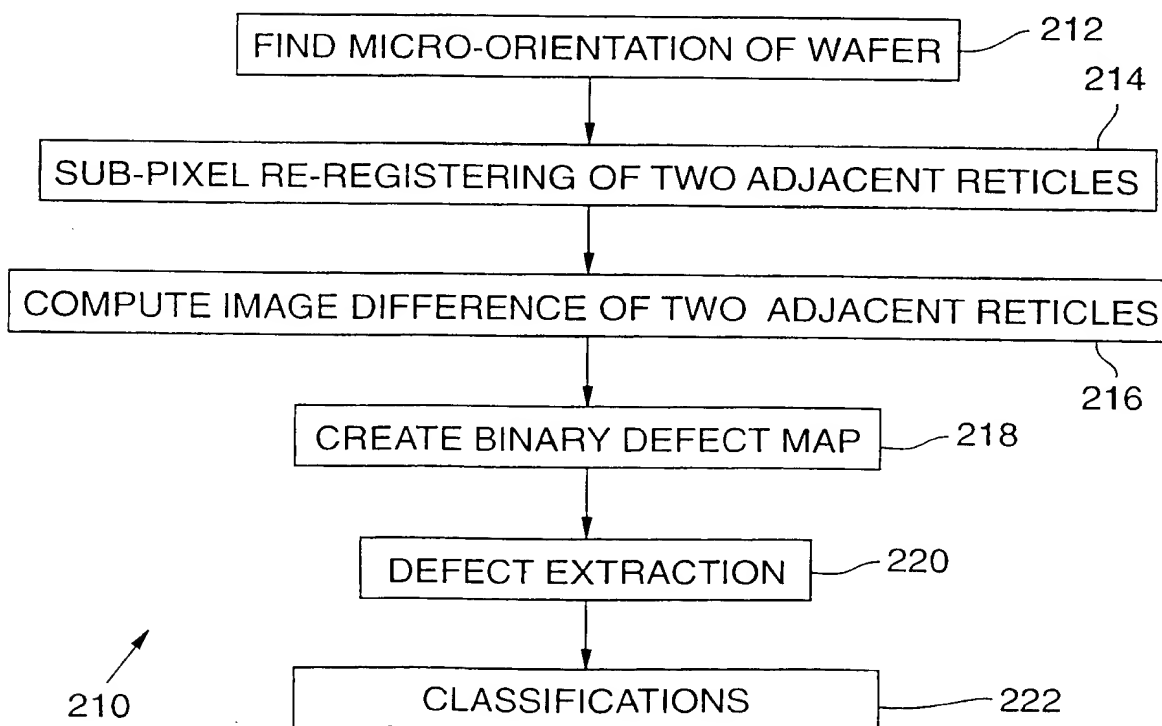 FIND MICRO-ORIENTATION OF WAFER
212
214
SUB-PIXEL RE-REGISTERING OF TWO ADJACENT RETICLES
COMPUTE IMAGE DIFFERENCE OF TWO ADJACENT RETICLES
216
CREATE BINARY DEFECT MAP
218
DEFECT EXTRACTION
220
210
CLASSIFICATIONS
222